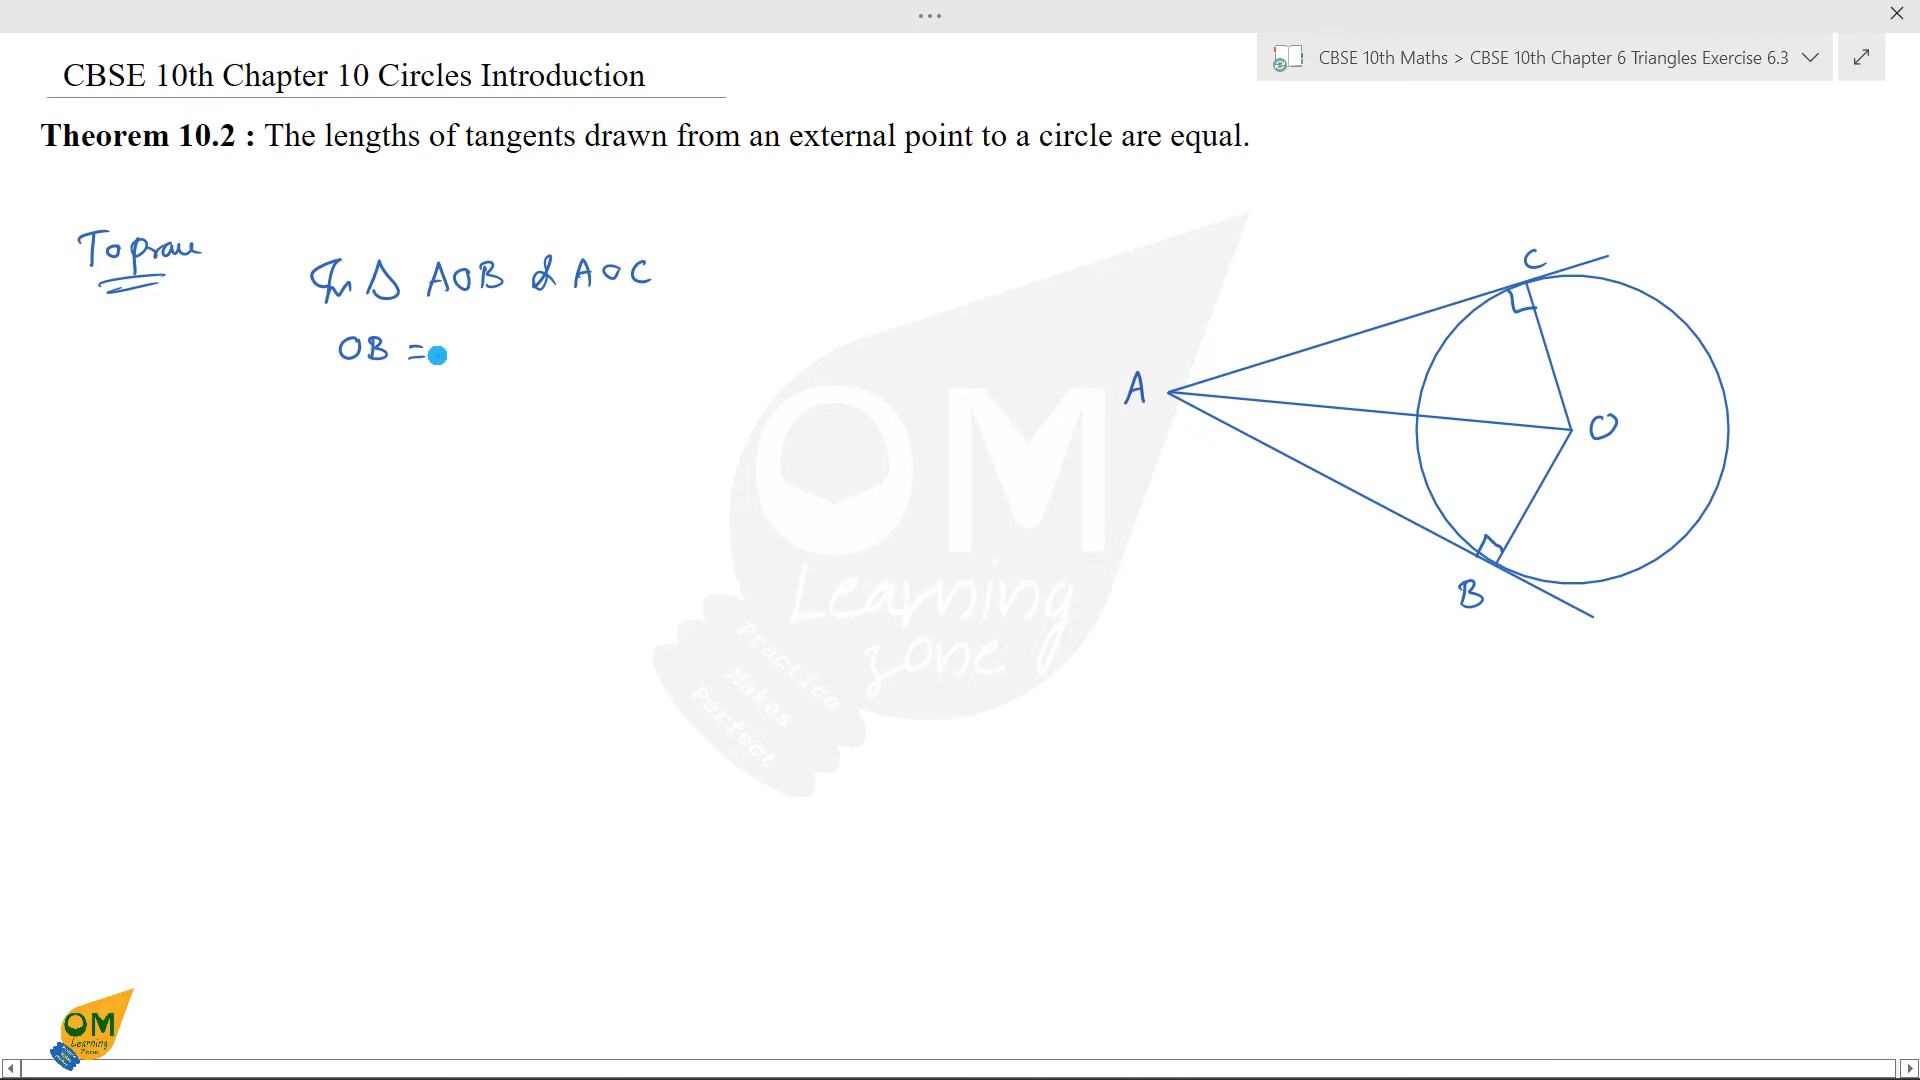 CBSE 10th Maths > CBSE 10th Chapter 6 Triangles Exercise 6.3
CBSE 10th Chapter 10 Circles Introduction
Theorem 10.2 : The lengths of tangents drawn from an external point to a circle are equal.
To prove
In Δ AOB & AOC
OB =
C
A
O
B
OM
Learning
zone
Practice
Makes
Perfect
OM
Learning
Zone